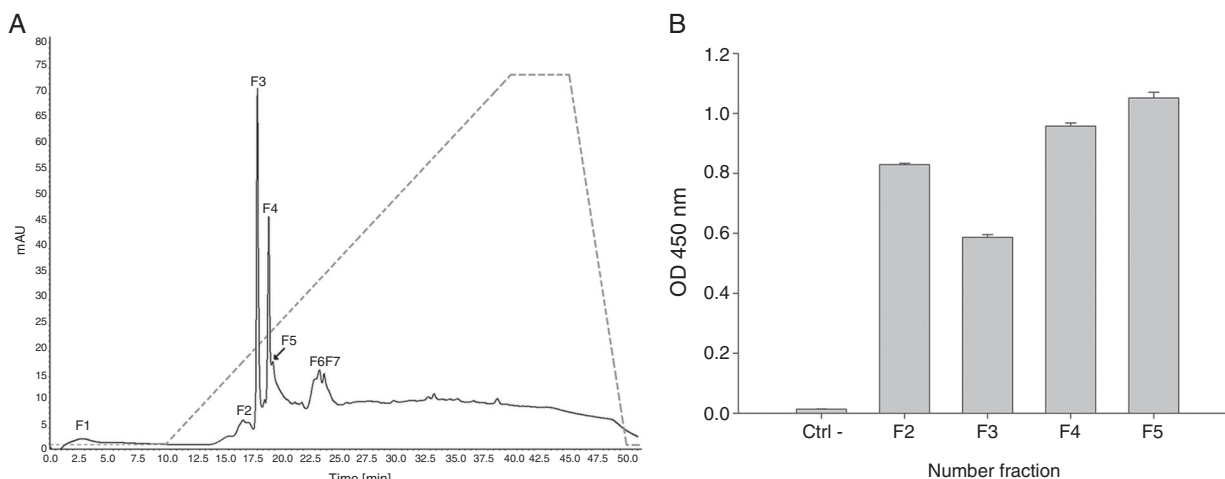 A
80
75
70
65
60
55
50
45
40
35
30
25
20
15
10
5
0
mAU
F1
F2
F3
F4
F5
F6F7
0.0 2.5 5.0 7.5 10.0 12.5 15.0 17.5 20.0 22.5 25.0 27.5 30.0 32.5 35.0 37.5 40.0 42.5 45.0 47.5 50.0
Time [min]
B
1.2
1.0
0.8
0.6
0.4
0.2
0.0
OD 450 nm
Ctrl - F2 F3 F4 F5
Number fraction